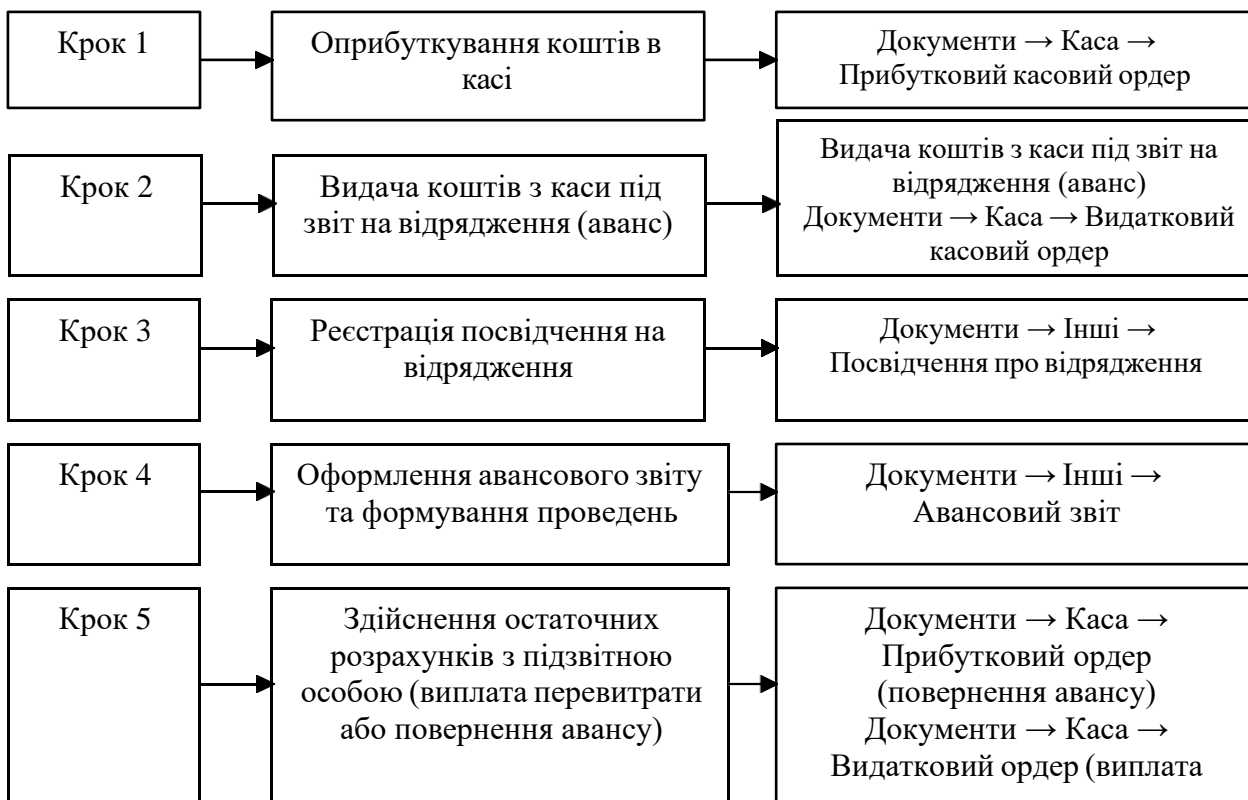 Крок 1
Оприбуткування коштів в
касі
Документи → Каса →
Прибутковий касовий ордер
Крок 2
Видача коштів з каси під
звіт на відрядження (аванс)
Видача коштів з каси під звіт на
відрядження (аванс)
Документи → Каса → Видатковий
касовий ордер
Крок 3
Реєстрація посвідчення на
відрядження
Документи → Інші →
Посвідчення про відрядження
Крок 4
Оформлення авансового звіту
та формування проведень
Документи → Інші →
Авансовий звіт
Крок 5
Здійснення остаточних
розрахунків з підзвітною
особою (виплата перевитрати
або повернення авансу)
Документи → Каса →
Прибутковий ордер
(повернення авансу)
Документи → Каса →
Видатковий ордер (виплата